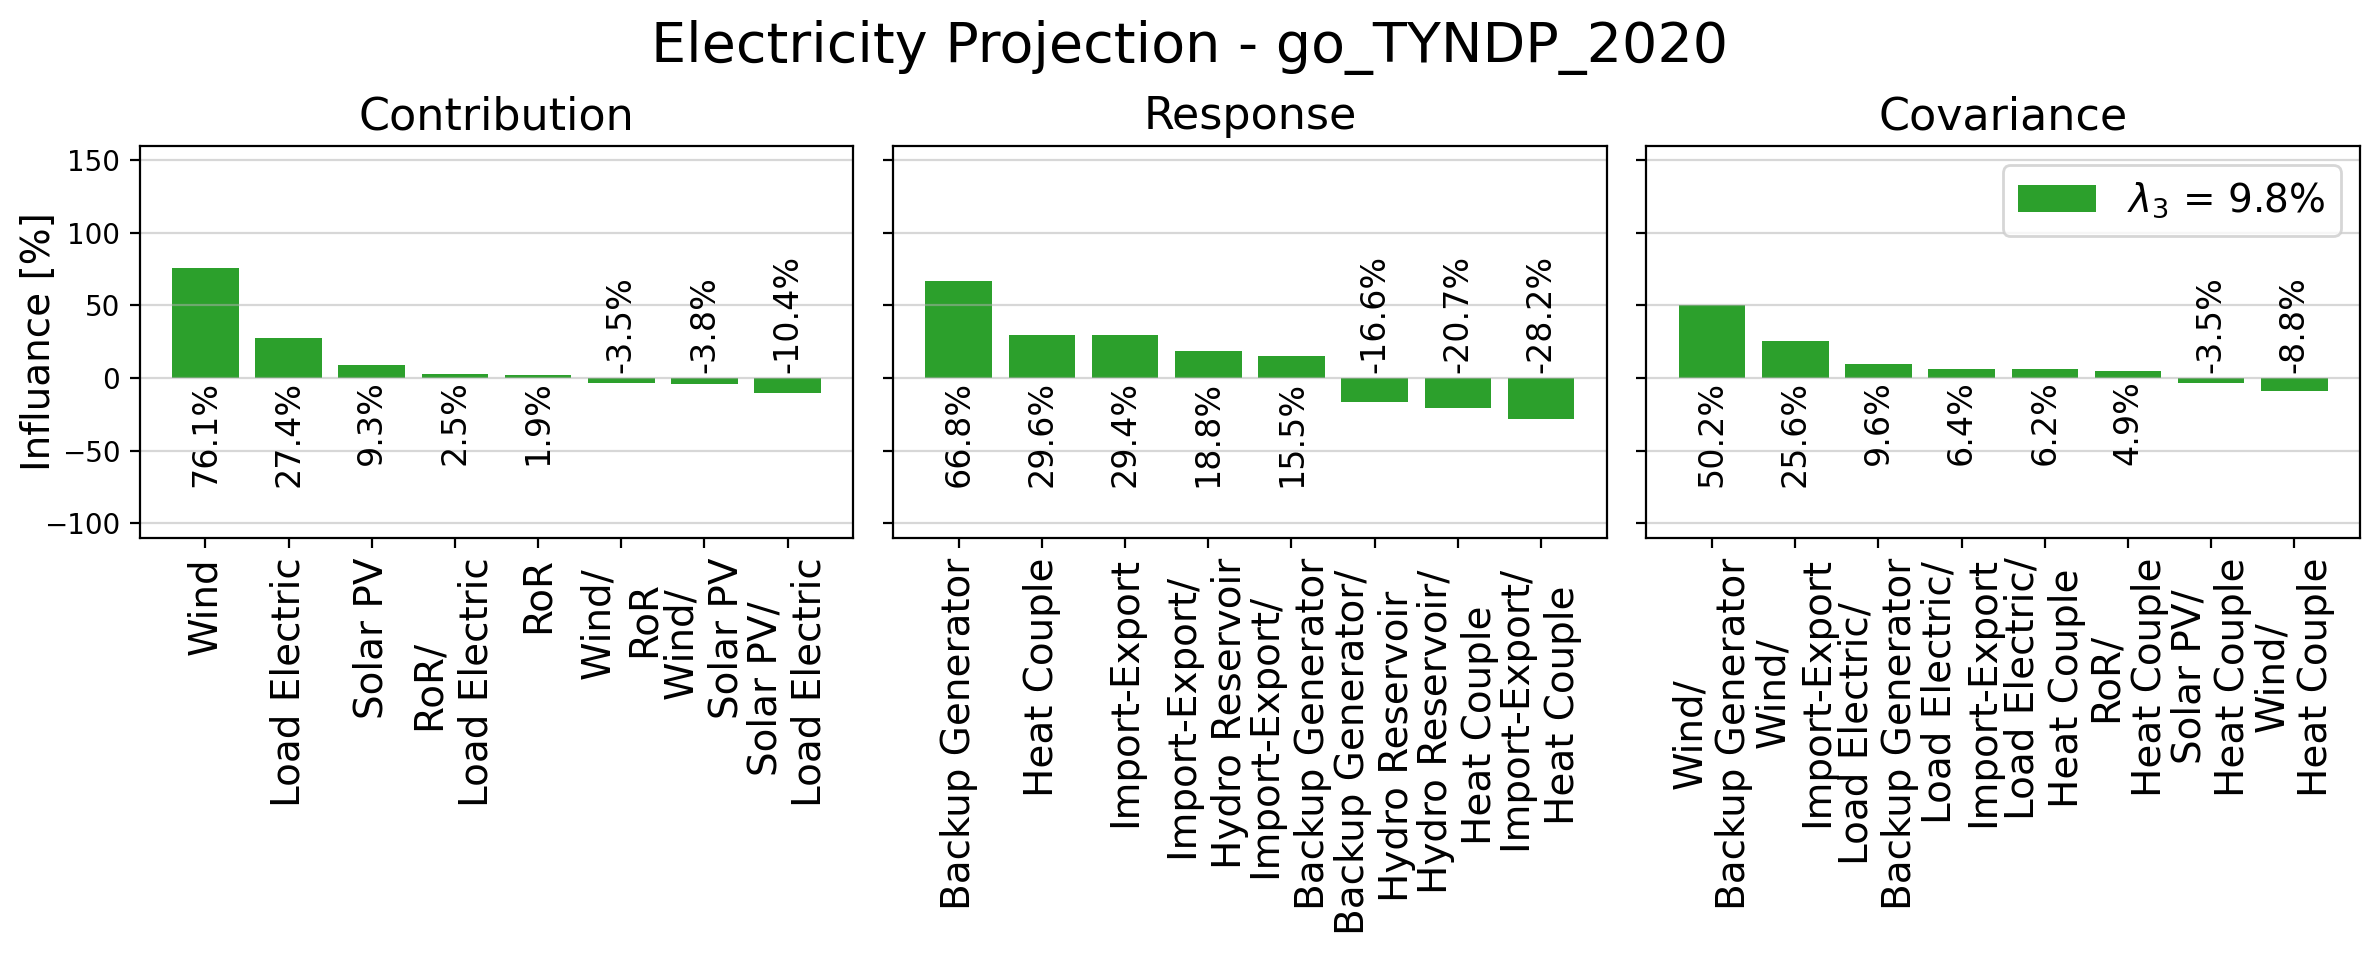 Electricity Projection - go_TYNDP_2020
Contribution
Response
Covariance
Influance [%]
150
100
50
0
−50
−100
λ3 = 9.8%
76.1%
27.4%
9.3%
2.5%
1.9%
-3.5%
-3.8%
-10.4%
66.8%
29.6%
29.4%
18.8%
15.5%
-16.6%
-20.7%
-28.2%
50.2%
25.6%
9.6%
6.4%
6.2%
4.9%
-3.5%
-8.8%
Wind
Load Electric
Solar PV
RoR/
Load Electric
RoR
Wind/
RoR
Wind/
Solar PV
Solar PV/
Load Electric
Backup Generator
Heat Couple
Import-Export
Import-Export/
Hydro Reservoir
Import-Export/
Backup Generator
Backup Generator/
Hydro Reservoir
Hydro Reservoir/
Heat Couple
Import-Export/
Heat Couple
Wind/
Backup Generator
Wind/
Import-Export
Load Electric/
Backup Generator
Load Electric/
Import-Export
Load Electric/
Heat Couple
RoR/
Heat Couple
Solar PV/
Heat Couple
Wind/
Heat Couple